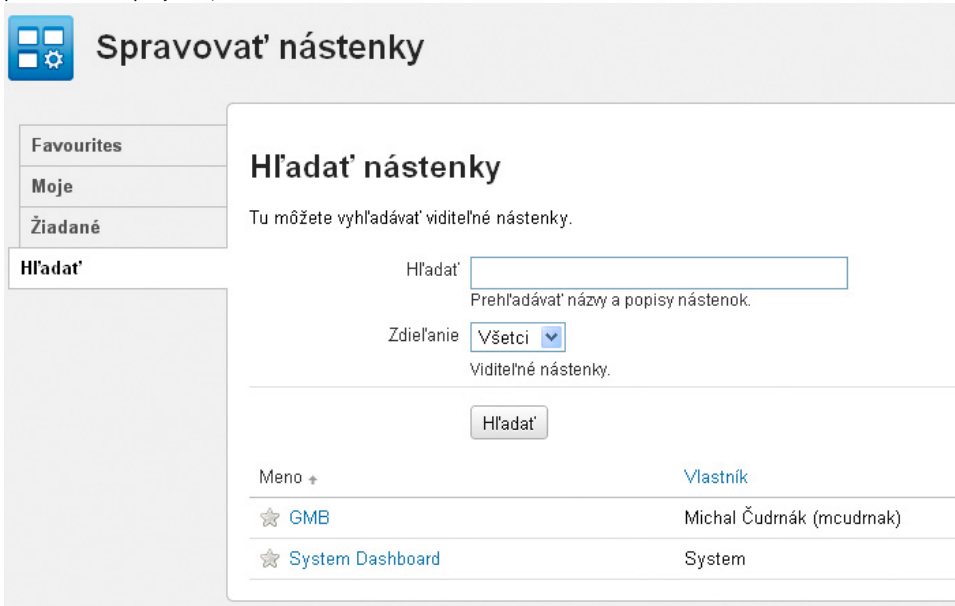 Spravovať nástenky
Favourites
Moje
Žiadané
Hľadať
Hľadať nástenky
Tu môžete vyhľadávať viditeľné nástenky.
Hľadať
Prehľadávať názvy a popisy nástenok.
Zdieľanie Všetci
Viditeľné nástenky.
Hľadať
Meno Vlastník
GMB Michal Čudrnák (mcudrnak)
System Dashboard System